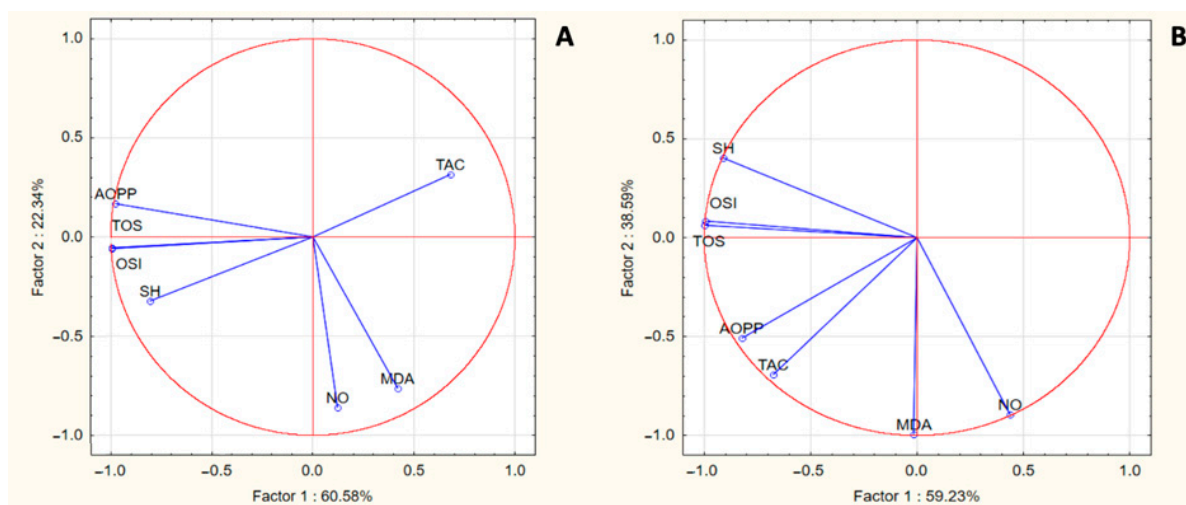 A
1.0
0.5
0.0
−0.5
−1.0
Factor 2 : 22.34%
AOPP
TOS
OSI
SH
TAC
NO
MDA
−1.0 −0.5 0.0 0.5 1.0
Factor 1 : 60.58%
B
1.0
0.5
0.0
−0.5
−1.0
Factor 2 : 38.59%
SH
OSI
TOS
AOPP
TAC
MDA
NO
−1.0 −0.5 0.0 0.5 1.0
Factor 1 : 59.23%